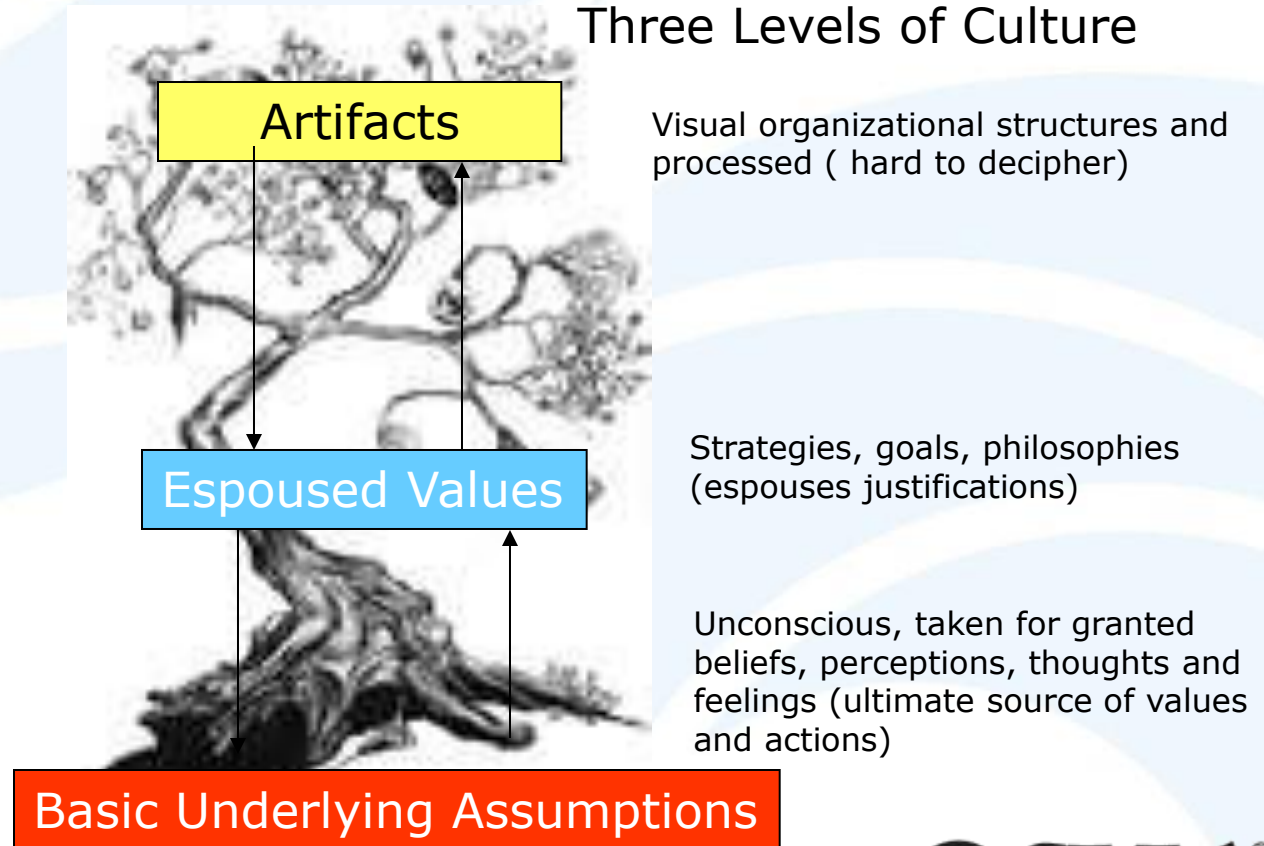 Three Levels of Culture
Artifacts
Visual organizational structures and
processed ( hard to decipher)
Espoused Values
Strategies, goals, philosophies
(espouses justifications)
Unconscious, taken for granted
beliefs, perceptions, thoughts and
feelings (ultimate source of values
and actions)
Basic Underlying Assumptions